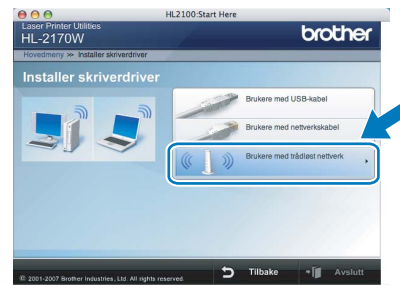 HL2100:Start Here
Laser Printer Utilities
HL-2170W
brother
Hovedmeny >> Installer skriverdriver
Installer skriverdriver
Brukere med USB-kabel
Brukere med nettverkskabel
Brukere med trådløst nettverk
© 2001-2007 Brother Industries, Ltd. All rights reserved.
Tilbake
Avslutt